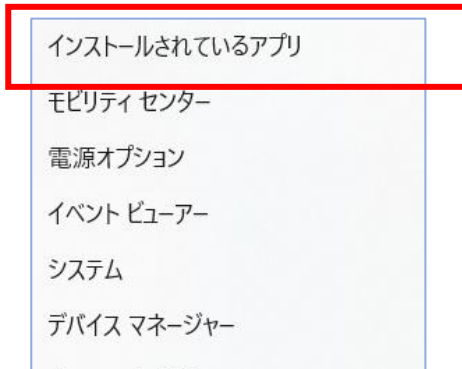 インストールされているアプリ
モビリティ センター
電源オプション
イベント ビューアー
システム
デバイス マネージャー